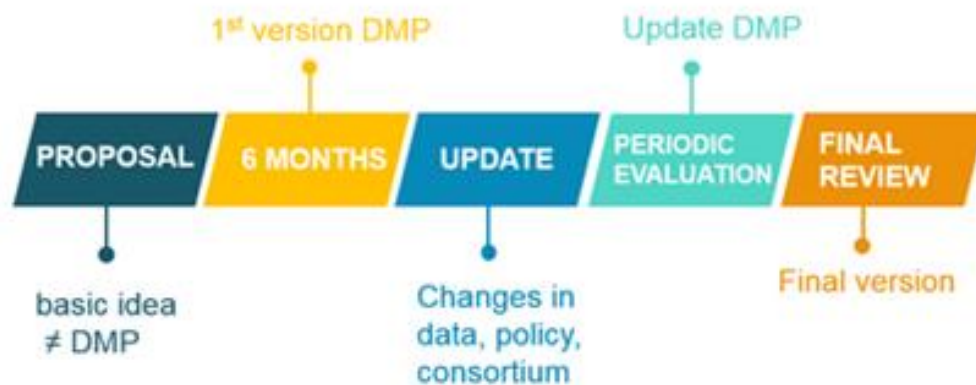 1st version DMP
Update DMP
PROPOSAL
6 MONTHS
UPDATE
PERIODIC
EVALUATION
FINAL
REVIEW
basic idea
≠ DMP
Changes in
data, policy,
consortium
Final version